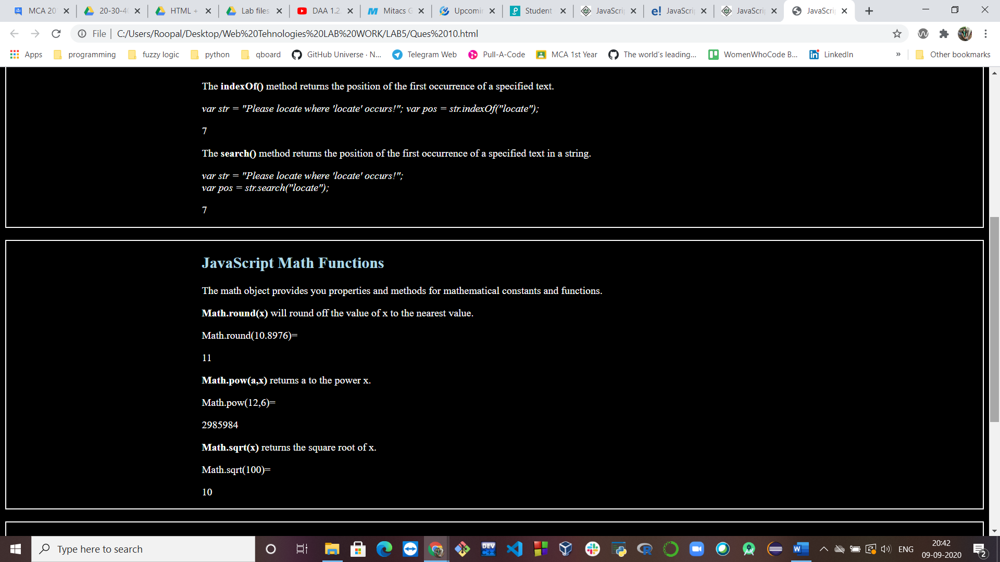 MCA 20
20-30-4
HTML +
Lab files
DAA 1.2
Mitacs G
Upcomi
Student
JavaScrip
JavaScrip
JavaScrip
JavaScrip
File | C:/Users/Roopal/Desktop/Web%20Tehnologies%20LAB%20WORK/LAB5/Ques%2010.html
Apps programming fuzzy logic python qboard GitHub Universe · N... Telegram Web Pull-A-Code MCA 1st Year The world's leading... WomenWhoCode B... LinkedIn » Other bookmarks
The indexOf() method returns the position of the first occurrence of a specified text.
var str = "Please locate where 'locate' occurs!"; var pos = str.indexOf("locate");
7
The search() method returns the position of the first occurrence of a specified text in a string.
var str = "Please locate where 'locate' occurs!";
var pos = str.search("locate");
7
JavaScript Math Functions
The math object provides you properties and methods for mathematical constants and functions.
Math.round(x) will round off the value of x to the nearest value.
Math.round(10.8976)=
11
Math.pow(a,x) returns a to the power x.
Math.pow(12,6)=
2985984
Math.sqrt(x) returns the square root of x.
Math.sqrt(100)=
10
Type here to search
DEV
ENG
20:42
09-09-2020
2